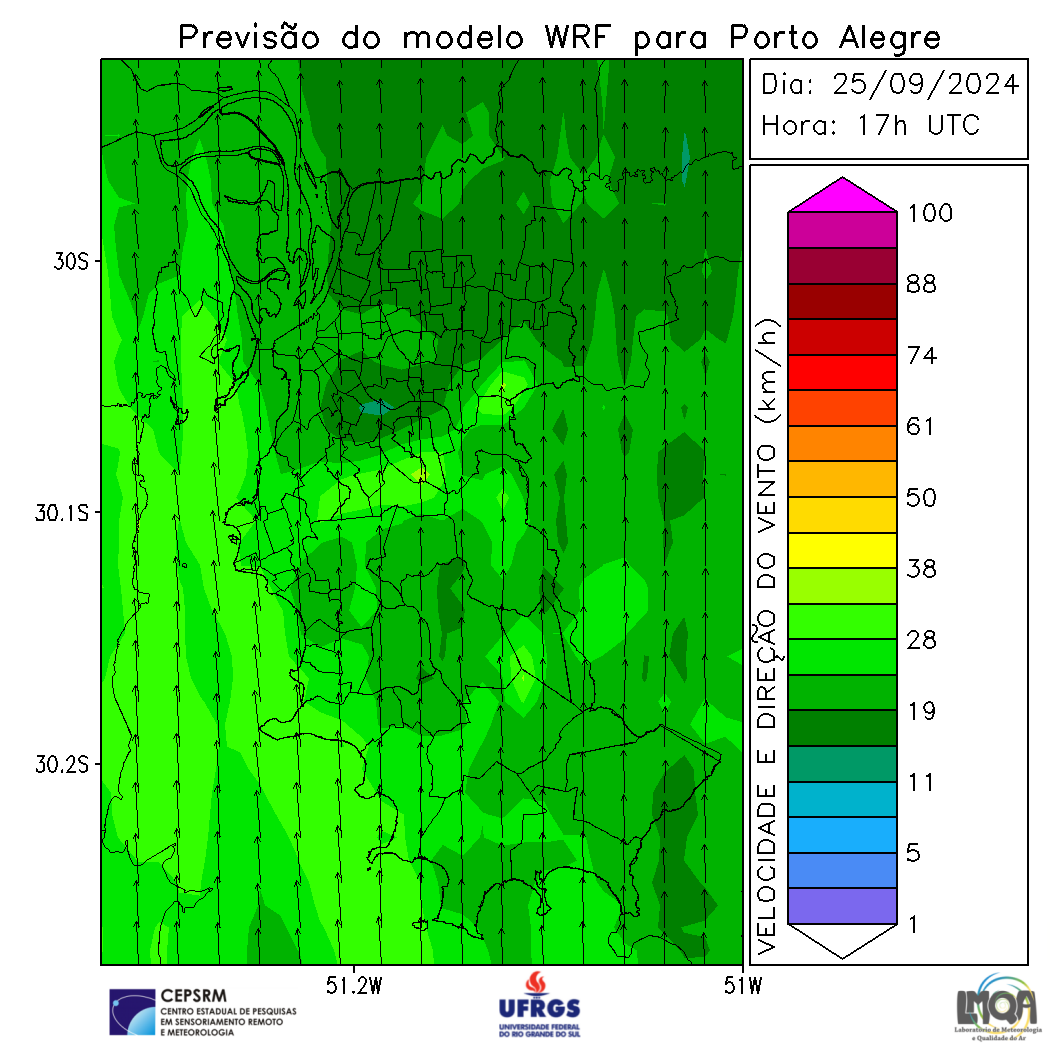 Previsão do modelo WRF para Porto Alegre
Dia: 25/09/2024
Hora: 17h UTC
30S
30.1S
30.2S
51.2W
51W
VELOCIDADE E DIREÇÃO DO VENTO (km/h)
100
88
74
61
50
38
28
19
11
5
1
CEPSRM
CENTRO ESTADUAL DE PESQUISAS
EM SENSORIAMENTO REMOTO
E METEOROLOGIA
UFRGS
UNIVERSIDADE FEDERAL
DO RIO GRANDE DO SUL
LMQA
Laboratório de Meteorologia
e Qualidade do Ar